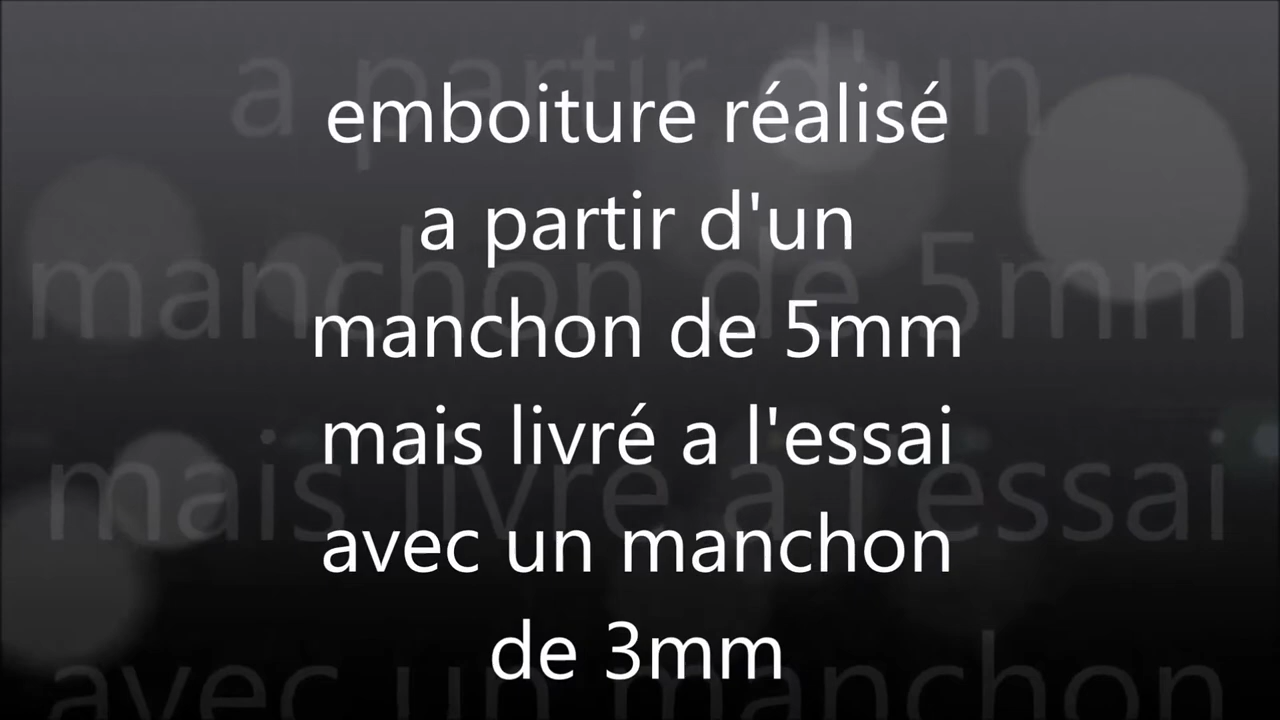 emboiture réalisé
a partir d'un
manchon de 5mm
mais livré a l'essai
avec un manchon
de 3mm